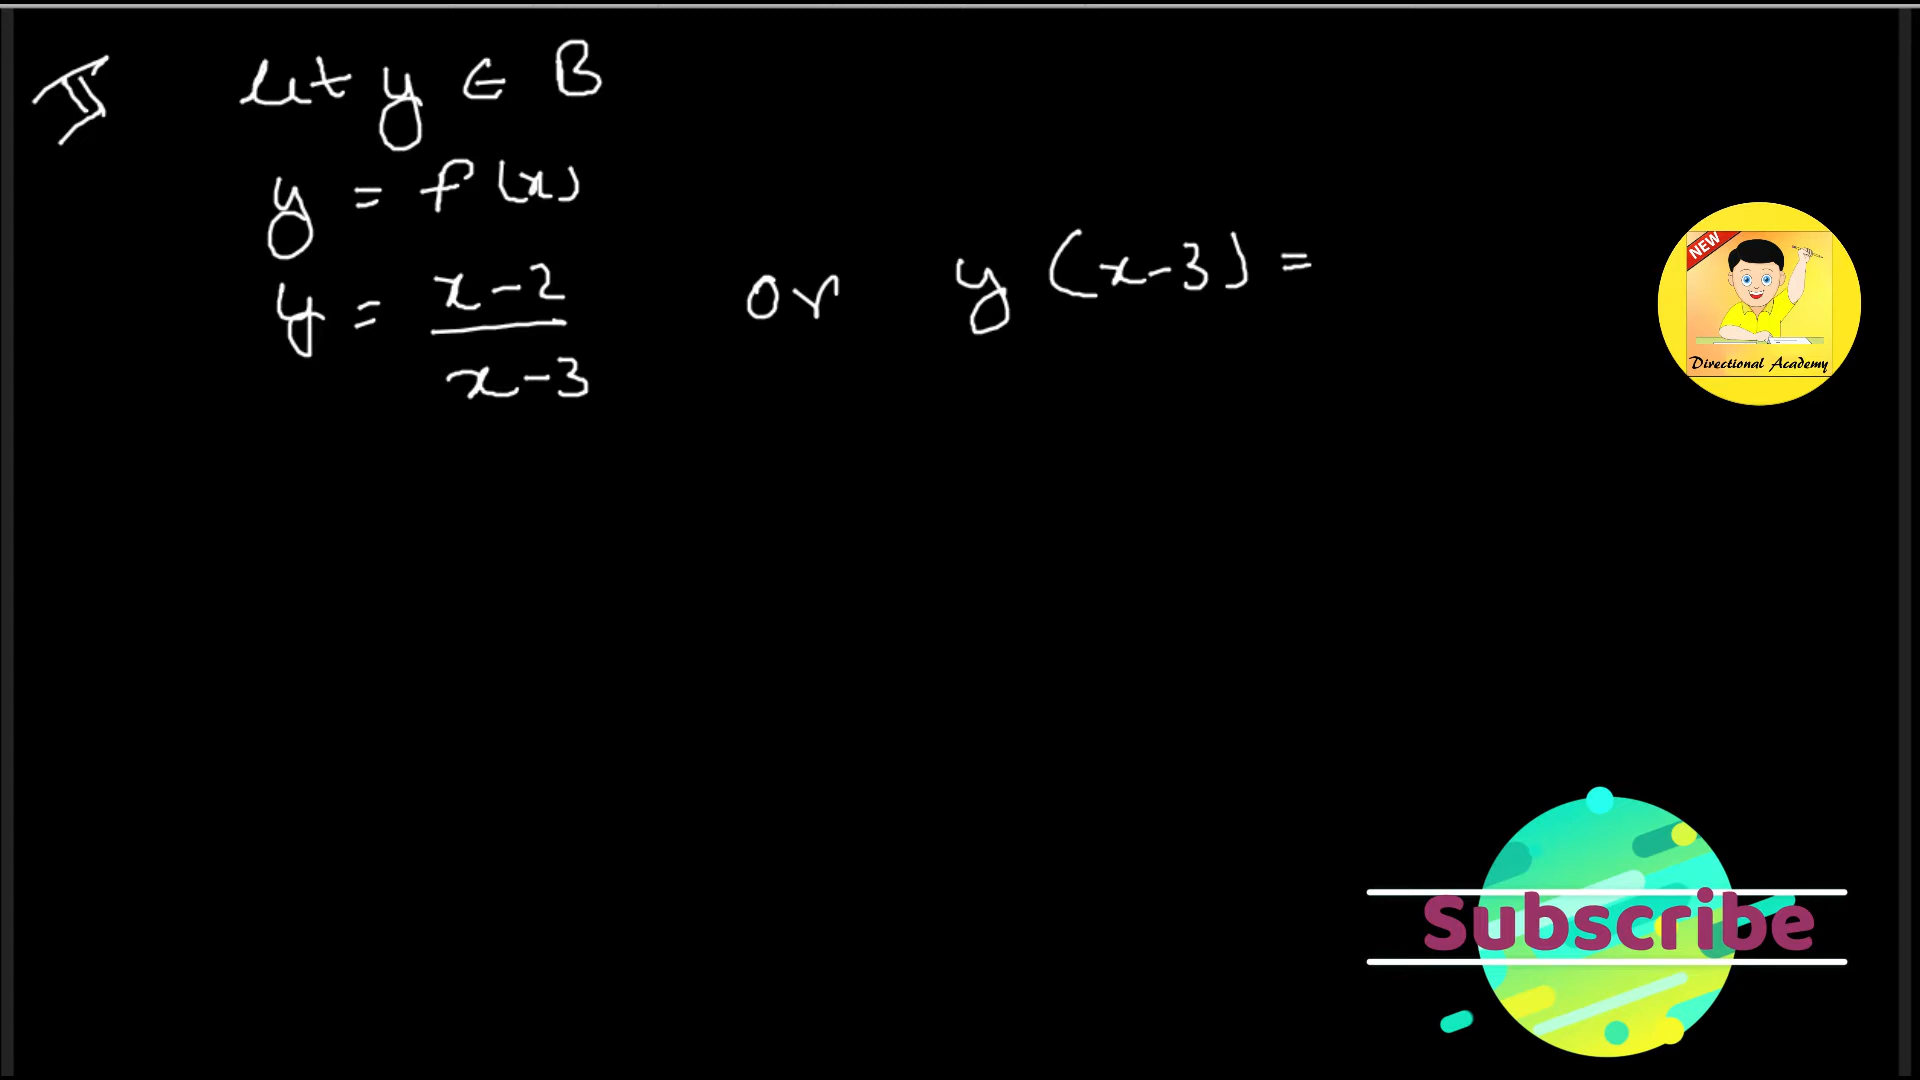 II let y ∈ B
y = f(x)
y = x-2 / x-3 or y (x-3) =
NEW
Directional Academy
Subscribe